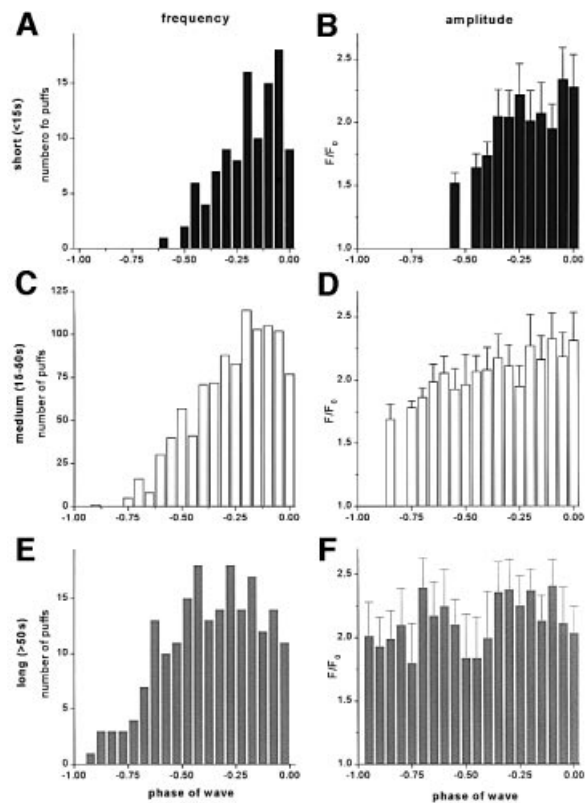 A
frequency
B
amplitude
short (<15s)
numbero fo puffs
15
10
5
0
-1.00
-0.75
-0.50
-0.25
0.00
F/F0
2.5
2.0
1.5
1.0
-1.00
-0.75
-0.50
-0.25
0.00
C
D
medium (15-50s)
number of puffs
125
100
75
50
25
0
-1.00
-0.75
-0.50
-0.25
0.00
F/F0
2.5
2.0
1.5
1.0
-1.00
-0.75
-0.50
-0.25
0.00
E
F
long (>50s)
number of puffs
15
10
5
0
-1.00
-0.75
-0.50
-0.25
0.00
phase of wave
F/F0
2.5
2.0
1.5
1.0
-1.00
-0.75
-0.50
-0.25
0.00
phase of wave